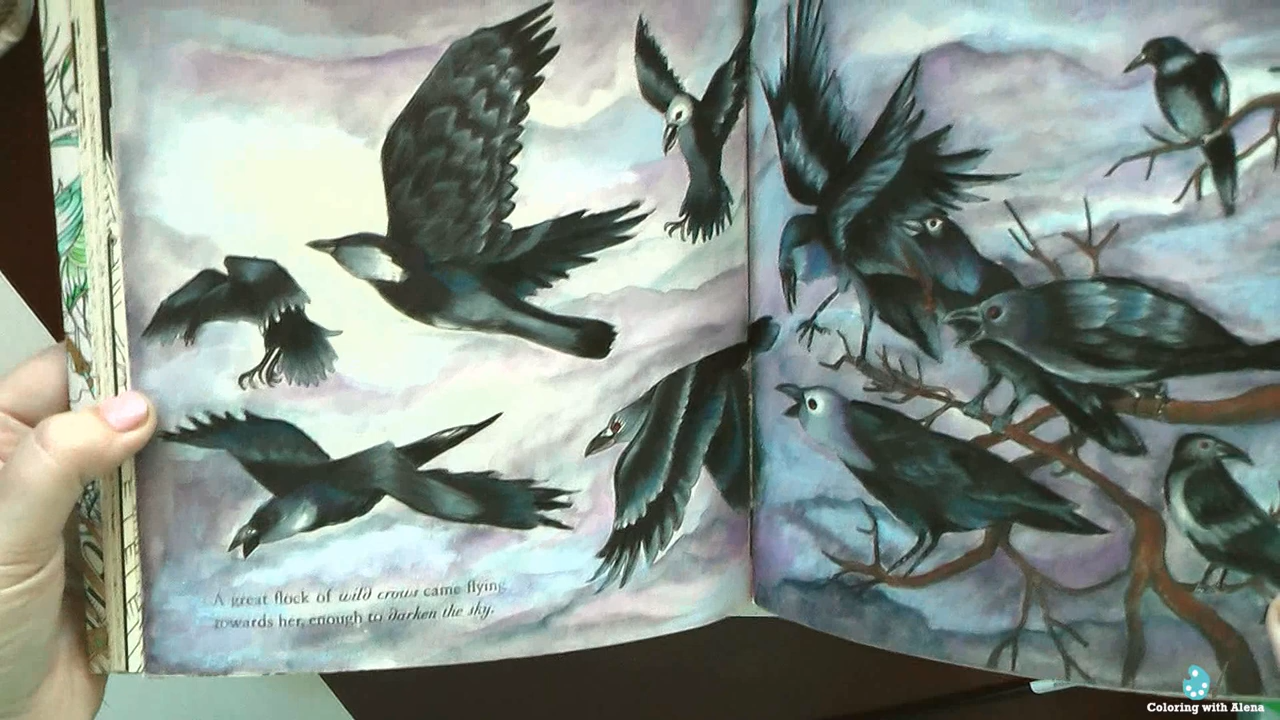 A great flock of wild crows came flying
towards her, enough to darken the sky.
Coloring with Alena